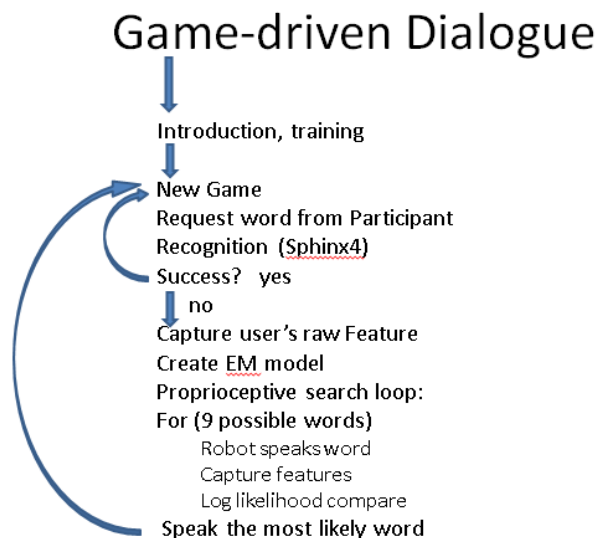 Game-driven Dialogue
Introduction, training
New Game
Request word from Participant
Recognition (Sphinx4)
Success?   yes
no
Capture user's raw Feature
Create EM model
Proprioceptive search loop:
For (9 possible words)
Robot speaks word
Capture features
Log likelihood compare
Speak the most likely word